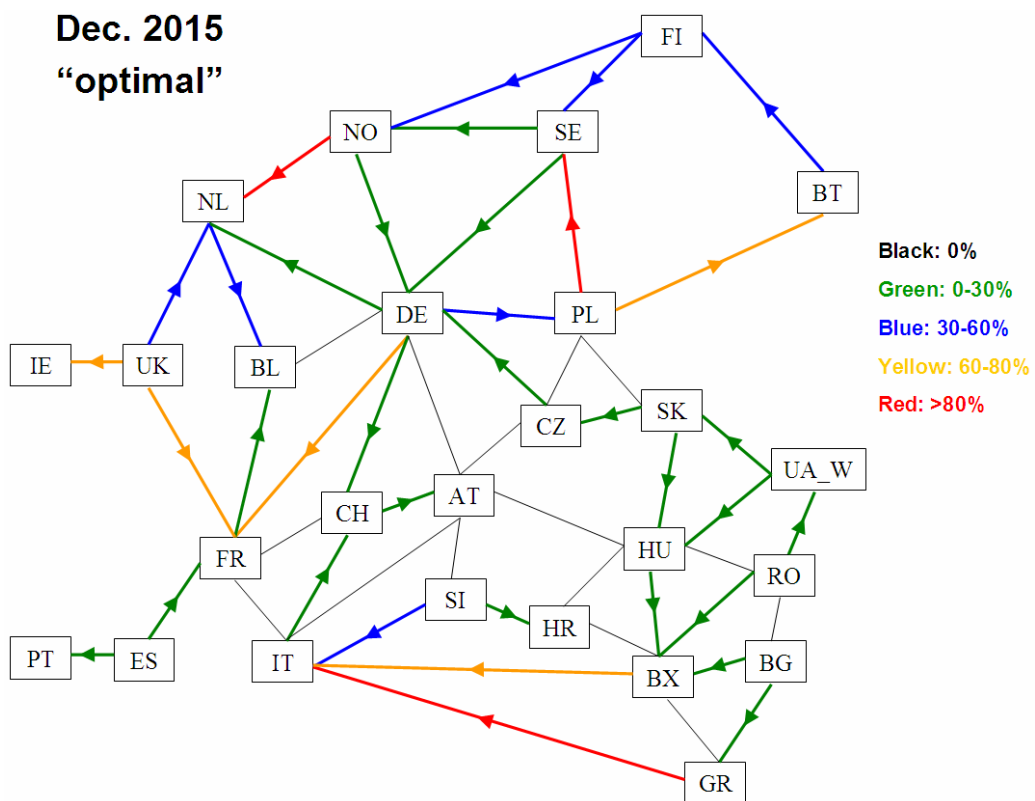 Dec. 2015
“optimal”
FI
NO
SE
NL
BT
Black: 0%
Green: 0-30%
Blue: 30-60%
Yellow: 60-80%
Red: >80%
DE
PL
IE
UK
BL
CZ
SK
UA_W
AT
CH
FR
HU
RO
SI
HR
PT
ES
IT
BX
BG
GR